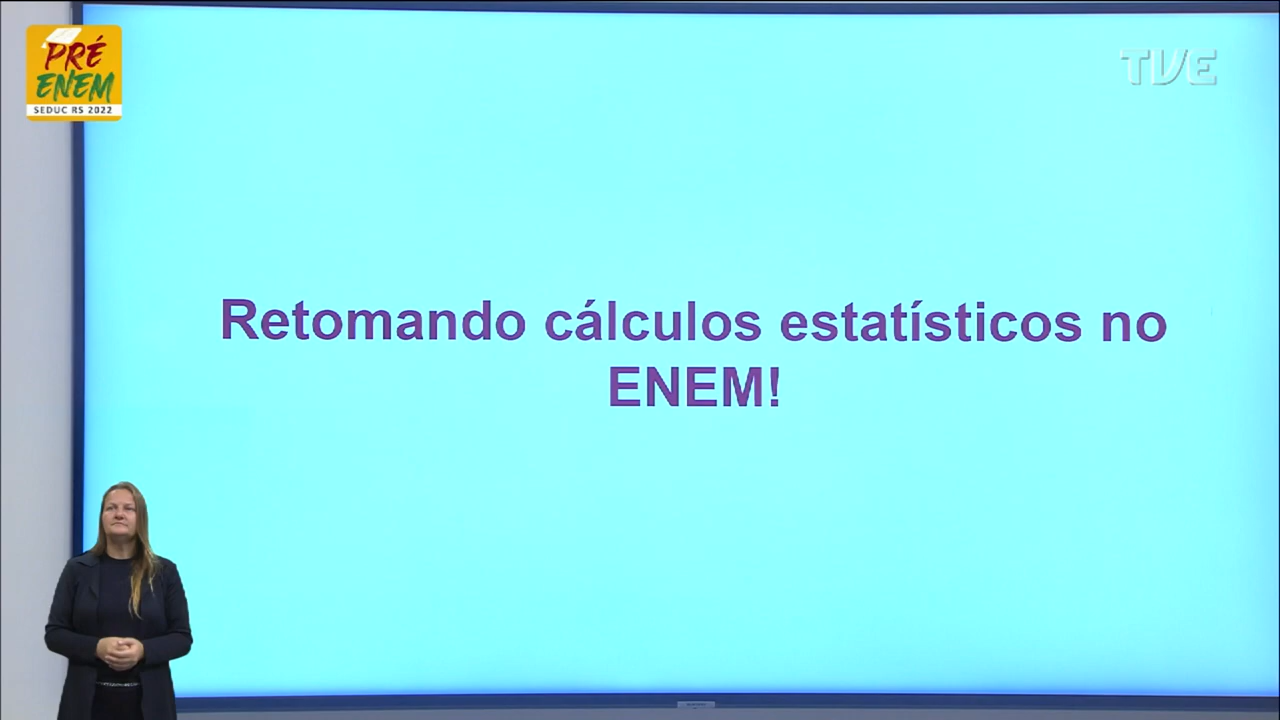 PRÉ
ENEM
SEDUC RS 2022
TVE
Retomando cálculos estatísticos no
ENEM!